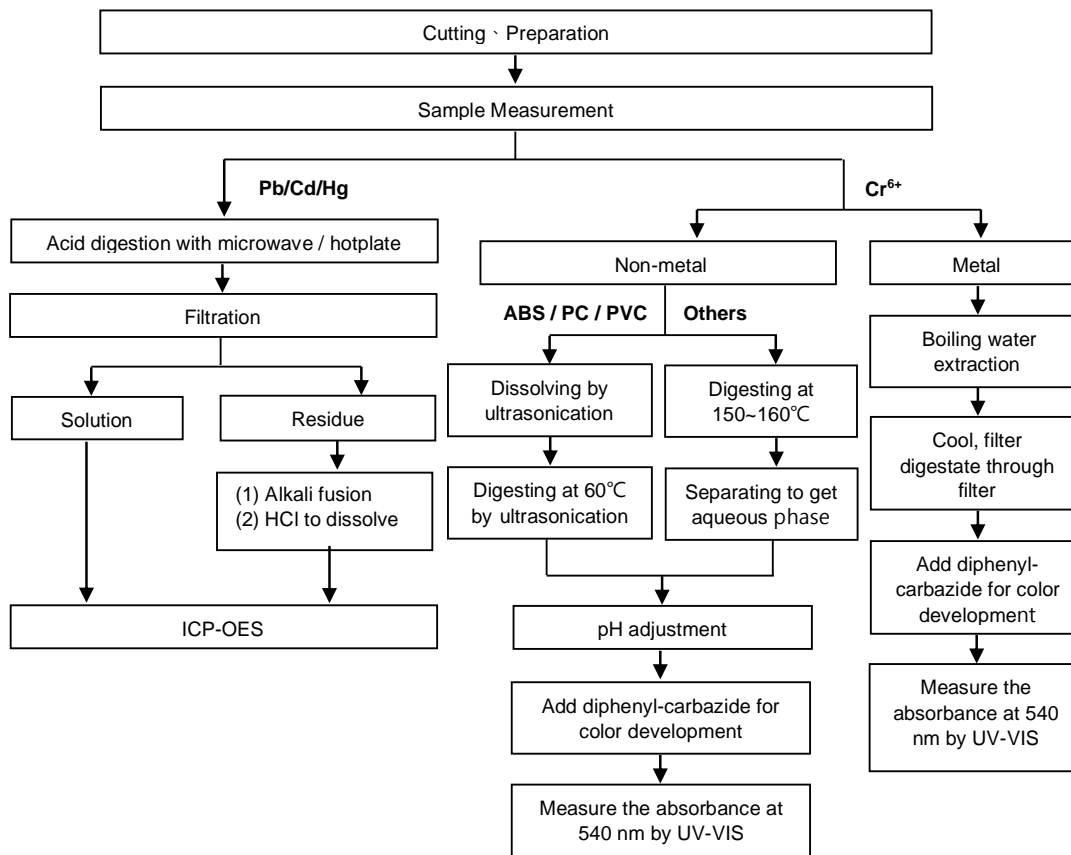 Cutting、Preparation
Sample Measurement
Pb/Cd/Hg
Cr6+
Acid digestion with microwave / hotplate
Filtration
Solution
Residue
(1) Alkali fusion
(2) HCl to dissolve
ICP-OES
Non-metal
ABS / PC / PVC
Others
Dissolving by
ultrasonication
Digesting at 60℃
by ultrasonication
Digesting at
150~160℃
Separating to get
aqueous phase
pH adjustment
Add diphenyl-carbazide for
color development
Measure the absorbance at
540 nm by UV-VIS
Metal
Boiling water
extraction
Cool, filter
digestate through
filter
Add diphenyl-
carbazide for color
development
Measure the
absorbance at 540
nm by UV-VIS